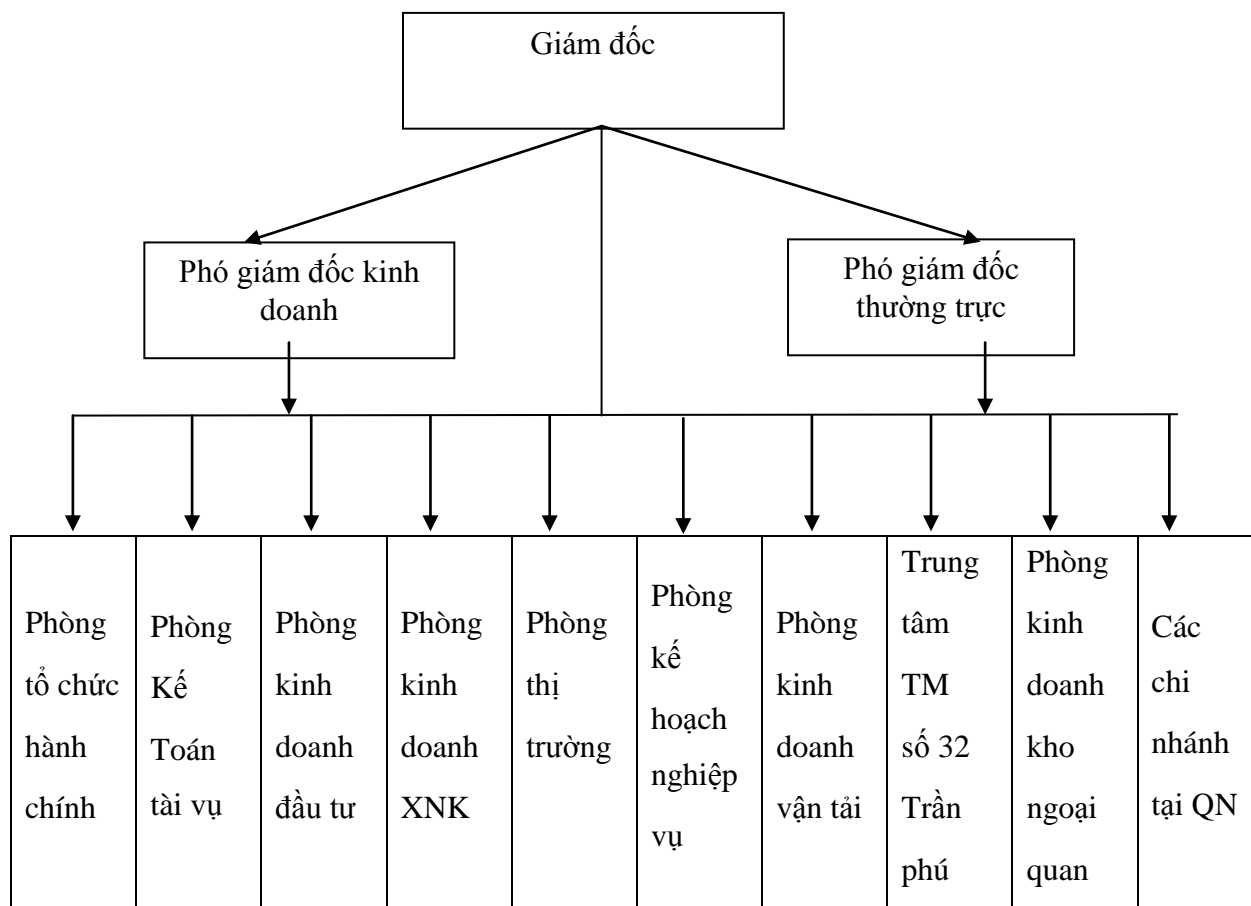 Giám đốc
Phó giám đốc kinh
doanh
Phó giám đốc
thường trực
Phòng
tổ chức
hành
chính
Phòng
Kế
Toán
tài vụ
Phòng
kinh
doanh
đầu tư
Phòng
kinh
doanh
XNK
Phòng
thị
trường
Phòng
kế
hoạch
nghiệp
vụ
Phòng
kinh
doanh
vận tải
Trung
tâm
TM
số 32
Trần
phú
Phòng
kinh
doanh
kho
ngoại
quan
Các
chi
nhánh
tại QN